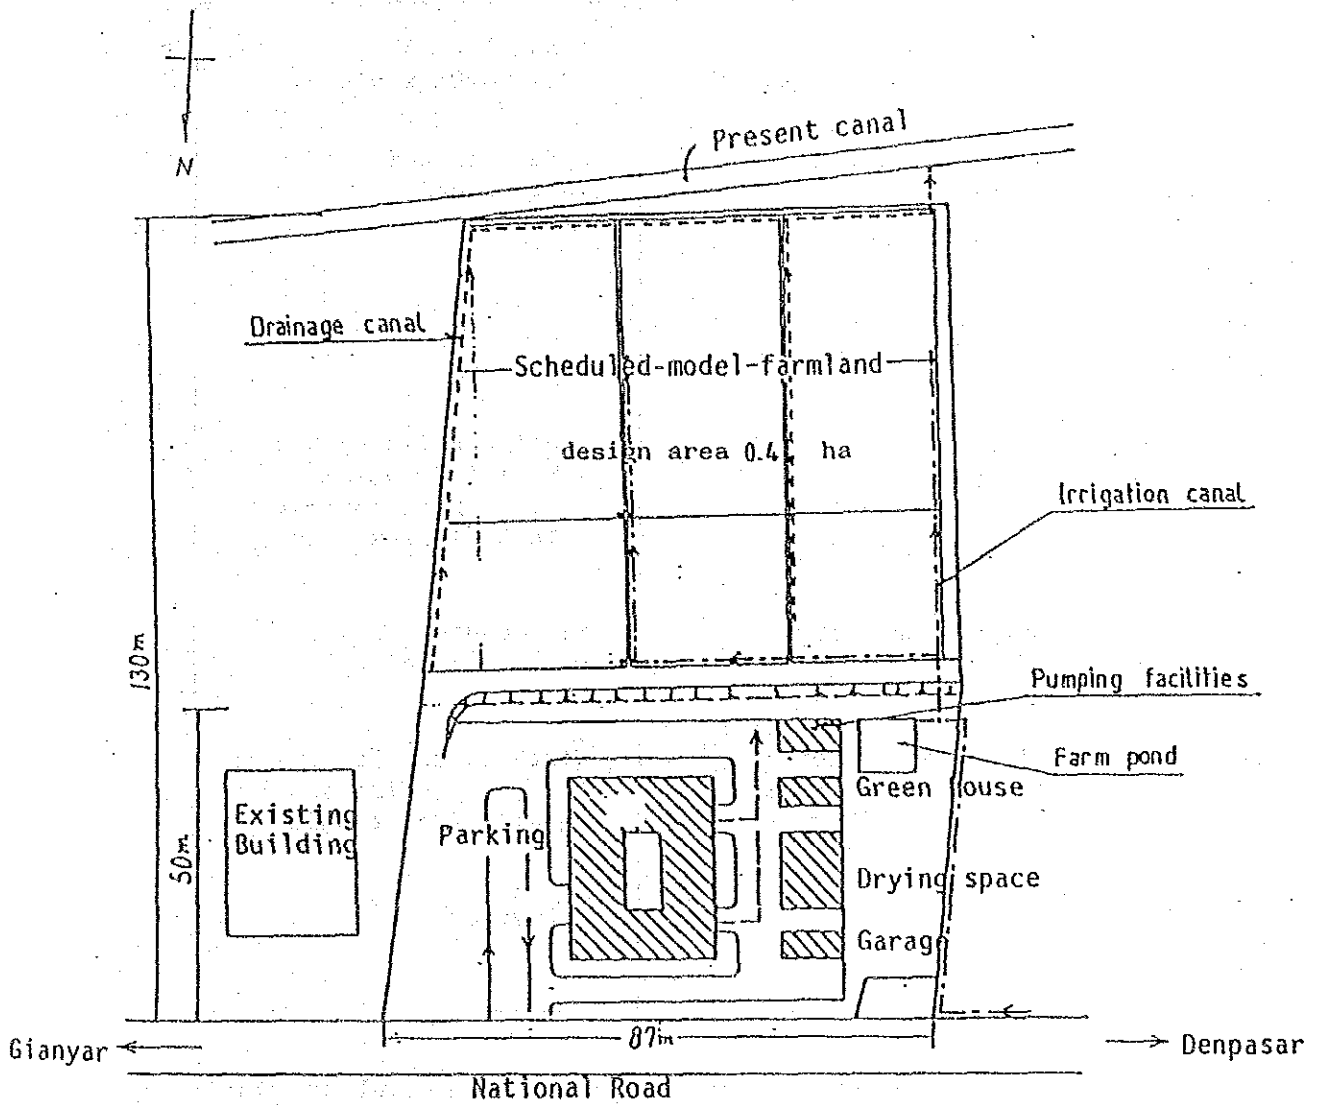 N
Present canal
Drainage canal
Scheduled-model-farmland
design area 0.4 ha
Irrigation canal
130m
Pumping facilities
Farm pond
Green house
Existing
Building
Parking
50m
Drying space
Garage
87m
Gianyar
Denpasar
National Road